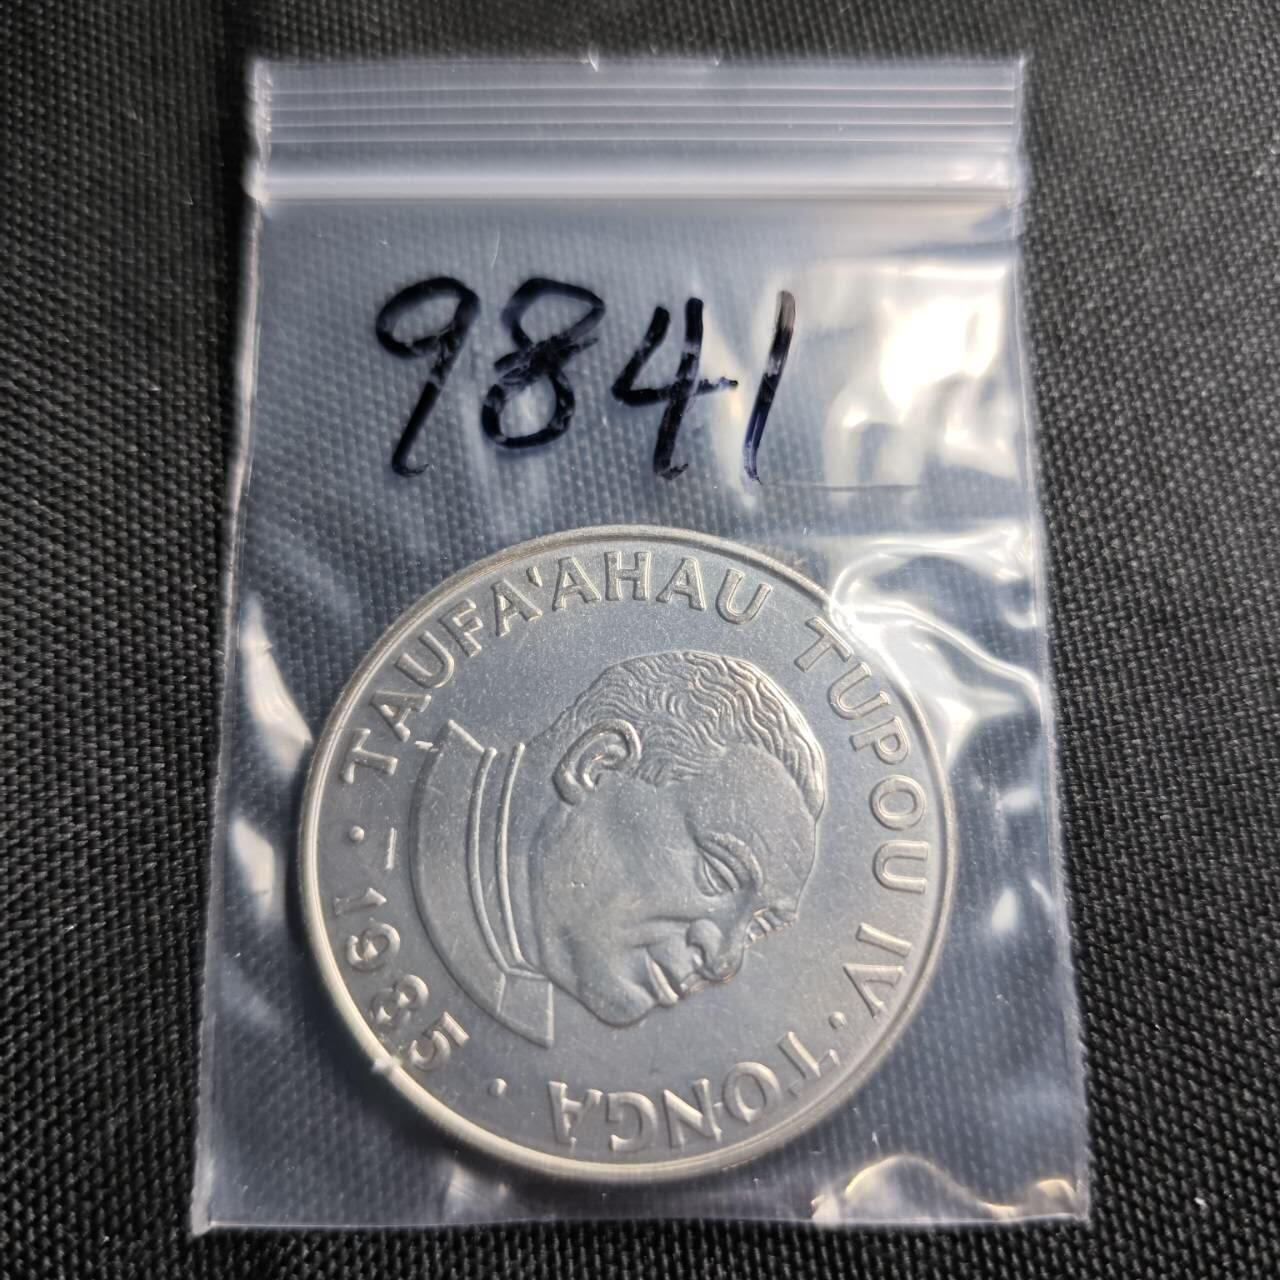 9841
TAUFA'AHAU TUPOU IV · TONGA · 1985 ·